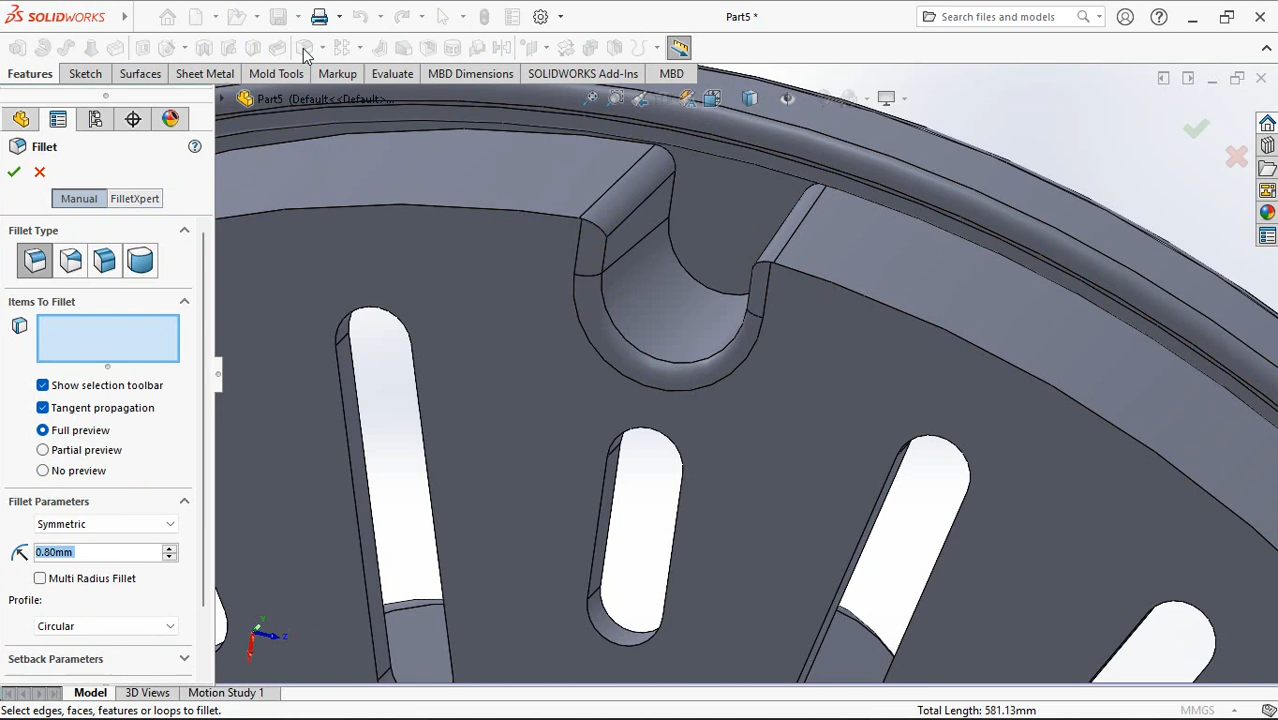 SOLIDWORKS
Part5 *
Search files and models
Features
Sketch
Surfaces
Sheet Metal
Mold Tools
Markup
Evaluate
MBD Dimensions
SOLIDWORKS Add-Ins
MBD
Part5 (Default<<Default>...
Fillet
Manual
FilletXpert
Fillet Type
Items To Fillet
Show selection toolbar
Tangent propagation
Full preview
Partial preview
No preview
Fillet Parameters
Symmetric
0.80mm
Multi Radius Fillet
Profile:
Circular
Setback Parameters
Y
Z
Model
3D Views
Motion Study 1
Select edges, faces, features or loops to fillet.
Total Length: 581.13mm
MMGS